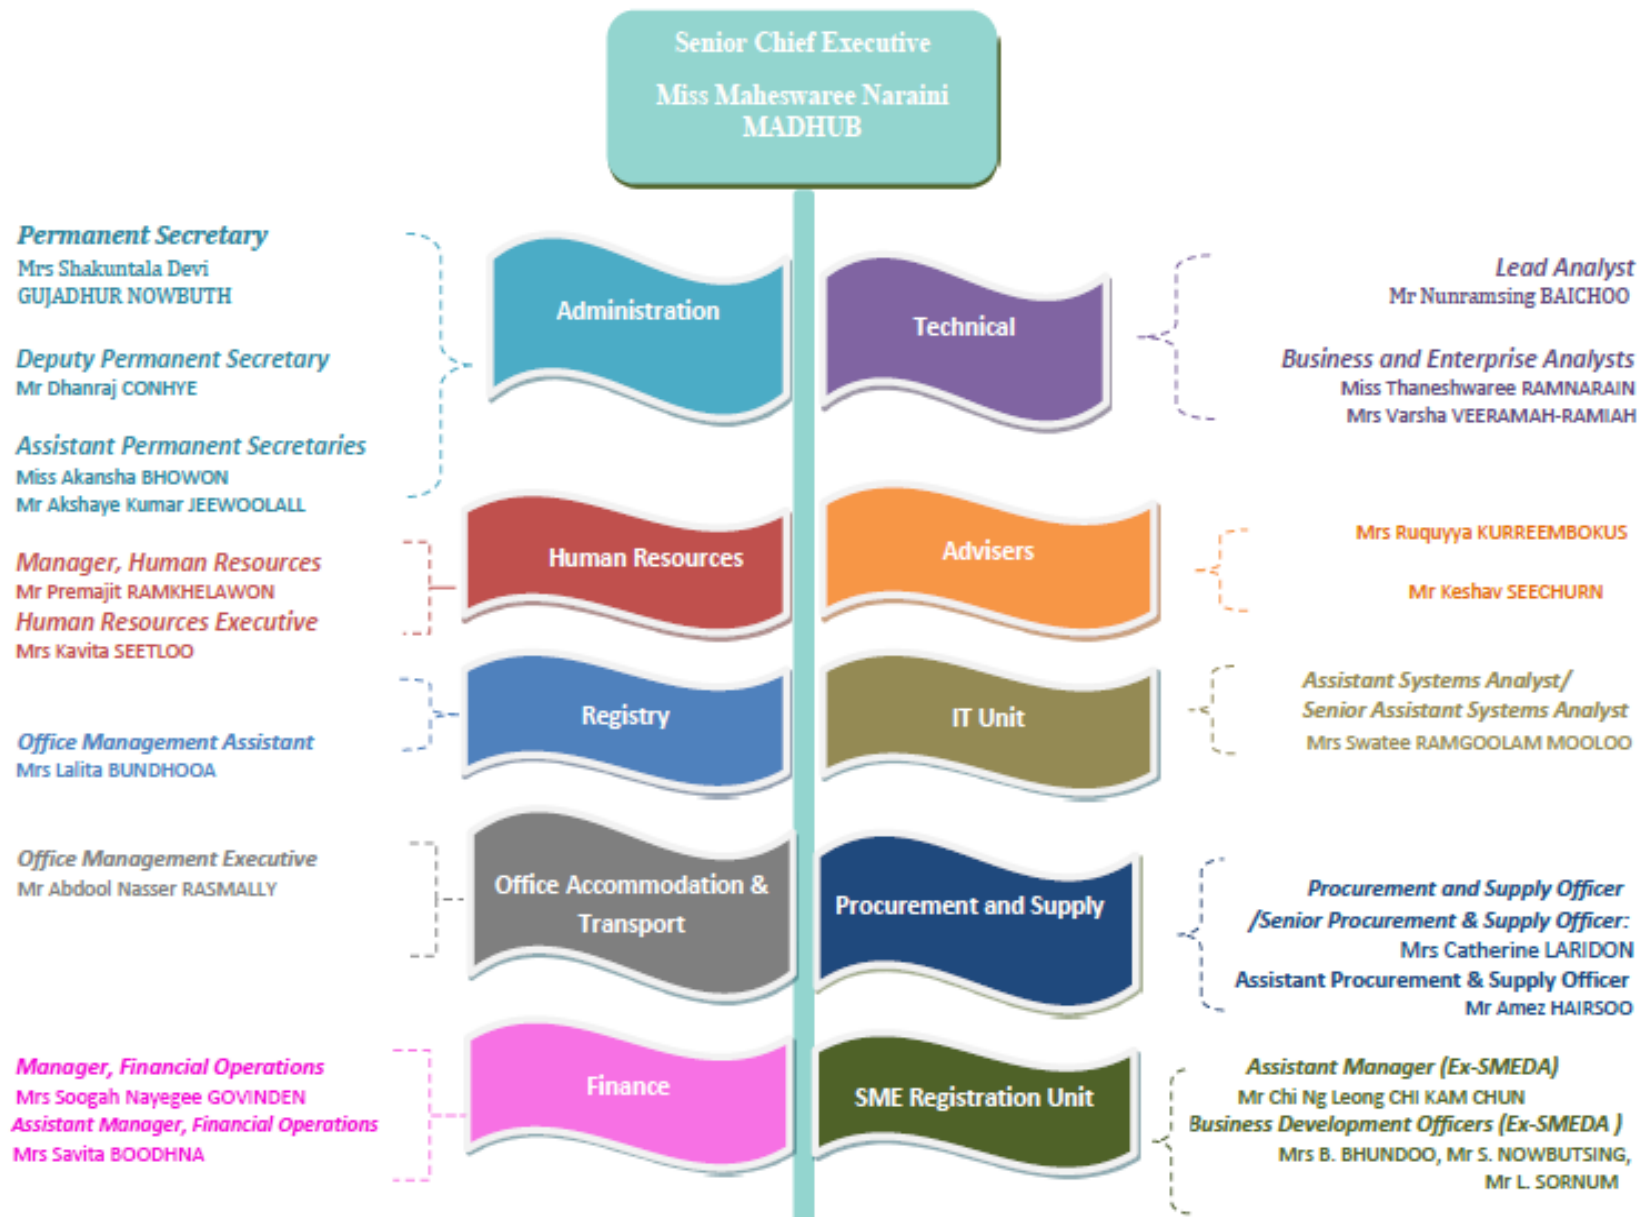 Senior Chief Executive
Miss Maheswaree Naraini
MADHUB
Permanent Secretary
Mrs Shakuntala Devi
GUJADHUR NOWBUTH
Deputy Permanent Secretary
Mr Dhanraj CONHYE
Assistant Permanent Secretaries
Miss Akansha BHOWON
Mr Akshaye Kumar JEEWOOLALL
Administration
Technical
Lead Analyst
Mr Nunramsing BAICHOO
Business and Enterprise Analysts
Miss Thaneshwaree RAMNARAIN
Mrs Varsha VEERAMAH-RAMIAH
Manager, Human Resources
Mr Premajit RAMKHELAWON
Human Resources Executive
Mrs Kavita SEETLOO
Human Resources
Advisers
Mrs Ruquyya KURREEMBOKUS
Mr Keshav SEECHURN
Office Management Assistant
Mrs Lalita BUNDHOOA
Registry
IT Unit
Assistant Systems Analyst/
Senior Assistant Systems Analyst
Mrs Swatee RAMGOOLAM MOOLOO
Office Management Executive
Mr Abdool Nasser RASMALLY
Office Accommodation &
Transport
Procurement and Supply
Procurement and Supply Officer
/Senior Procurement & Supply Officer:
Mrs Catherine LARIDON
Assistant Procurement & Supply Officer
Mr Amez HAIRSOO
Manager, Financial Operations
Mrs Soogah Nayegee GOVINDEN
Assistant Manager, Financial Operations
Mrs Savita BOODHNA
Finance
SME Registration Unit
Assistant Manager (Ex-SMEDA)
Mr Chi Ng Leong CHI KAM CHUN
Business Development Officers (Ex-SMEDA )
Mrs B. BHUNDOO, Mr S. NOWBUTSING,
Mr L. SORNUM